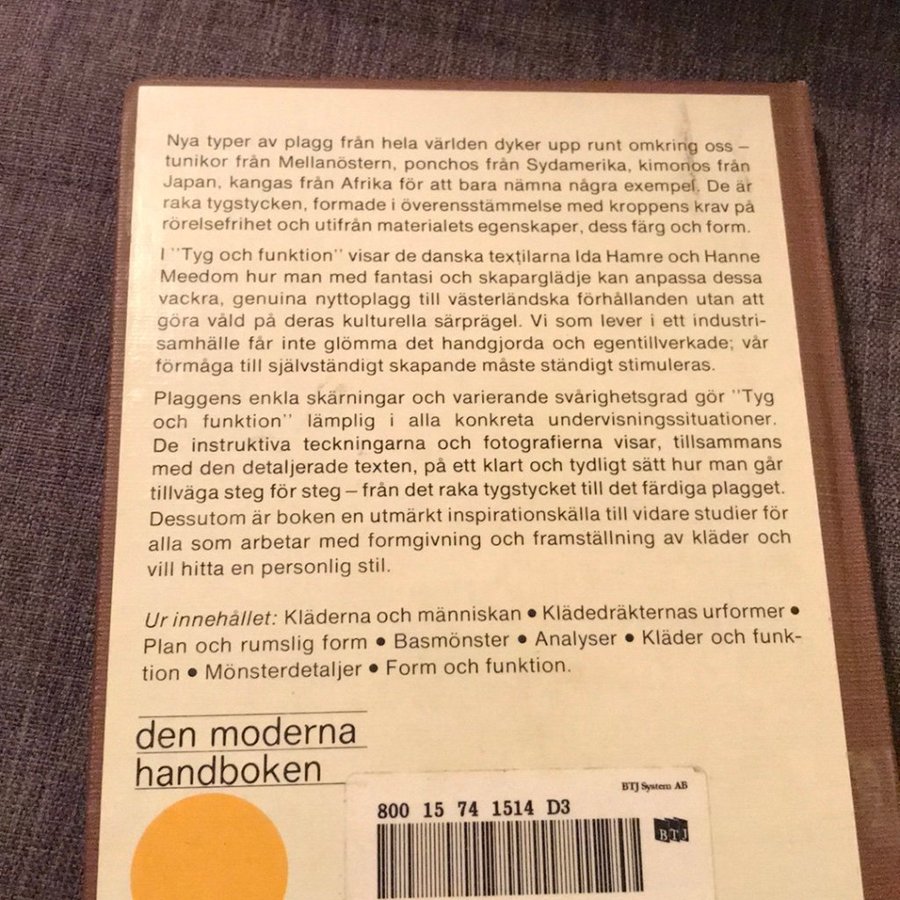 Nya typer av plagg från hela världen dyker upp runt omkring oss –
tunikor från Mellanöstern, ponchos från Sydamerika, kimonos från
Japan, kangas från Afrika för att bara nämna några exempel. De är
raka tygstycken, formade i överensstämmelse med kroppens krav på
rörelsefrihet och utifrån materialets egenskaper, dess färg och form.
I "Tyg och funktion" visar de danska textilarna Ida Hamre och Hanne
Meedom hur man med fantasi och skaparglädje kan anpassa dessa
vackra, genuina nyttoplagg till västerländska förhållanden utan att
göra våld på deras kulturella särprägel. Vi som lever i ett industri-
samhälle får inte glömma det handgjorda och egentillverkade; vår
förmåga till självständigt skapande måste ständigt stimuleras.
Plaggens enkla skärningar och varierande svårighetsgrad gör "Tyg
och funktion" lämplig i alla konkreta undervisningssituationer.
De instruktiva teckningarna och fotografierna visar, tillsammans
med den detaljerade texten, på ett klart och tydligt sätt hur man går
tillväga steg för steg – från det raka tygstycket till det färdiga plagget.
Dessutom är boken en utmärkt inspirationskälla till vidare studier för
alla som arbetar med formgivning och framställning av kläder och
vill hitta en personlig stil.
Ur innehållet: Kläderna och människan • Klädedräkternas urformer •
Plan och rumslig form • Basmönster • Analyser • Kläder och funk-
tion • Mönsterdetaljer • Form och funktion.
den moderna
handboken
BTJ System AB
800 15 74 1514 D3
BTJ